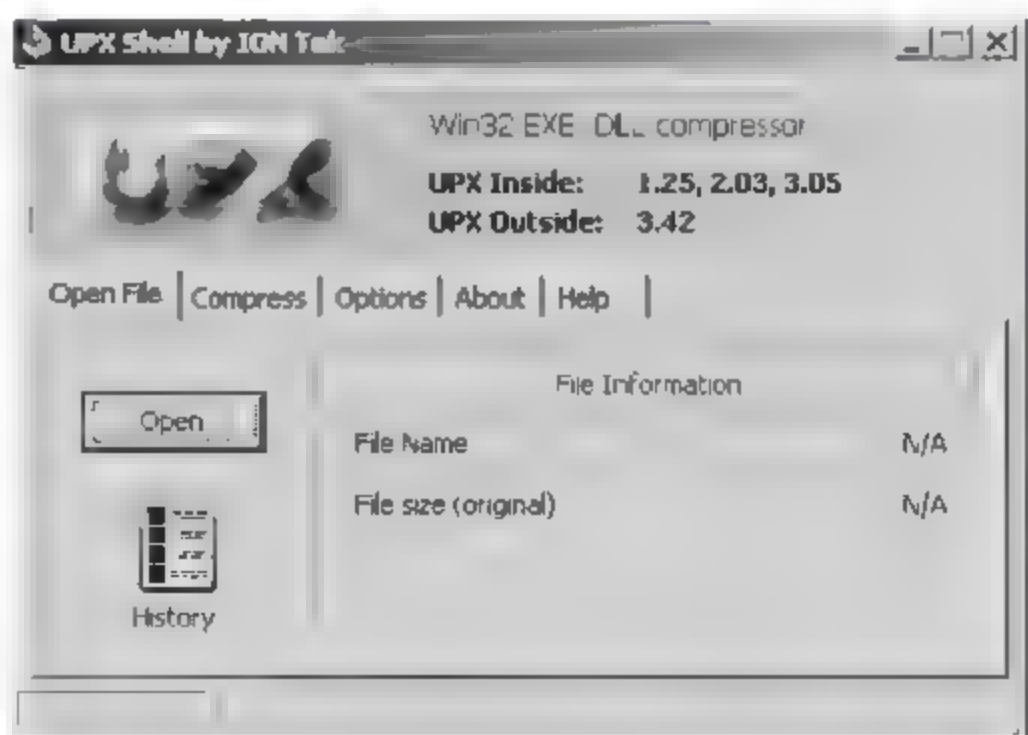 UPX Shell by ION Tek
UPX
Win32 EXE DLL compressor
UPX Inside: 1.25, 2.03, 3.05
UPX Outside: 3.42
Open File Compress Options About Help
File Information
Open
File Name N/A
File size (original) N/A
History